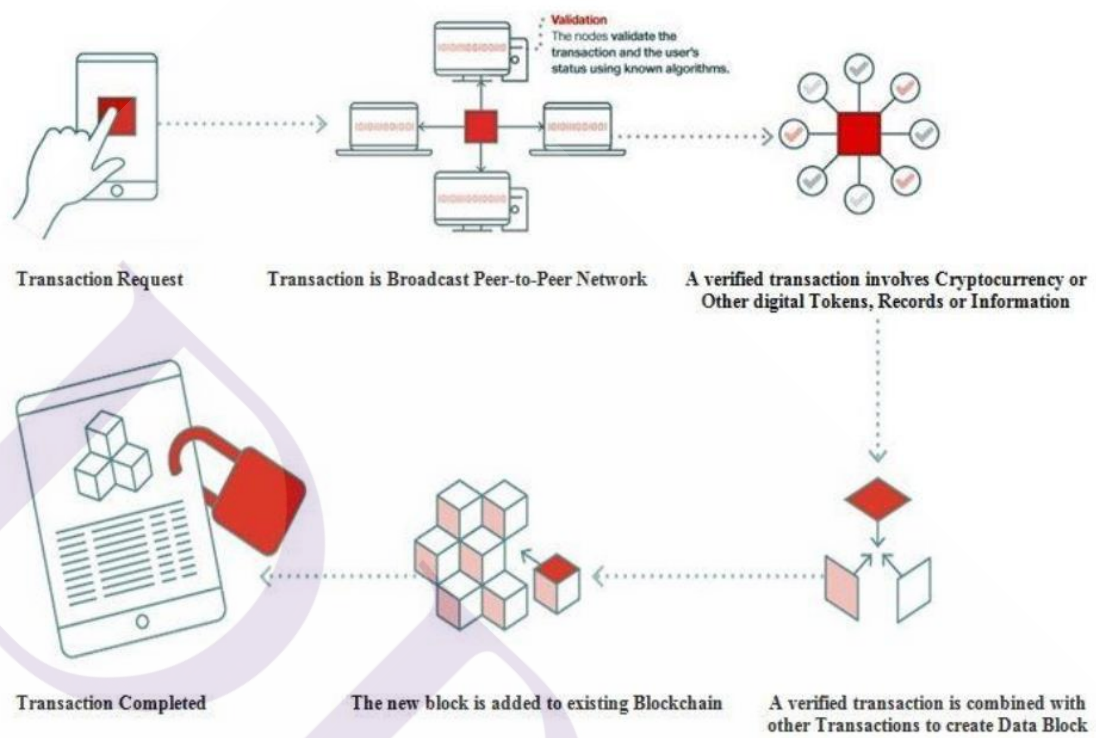 Validation
The nodes validate the
transaction and the user's
status using known algorithms.
Transaction Request
Transaction is Broadcast Peer-to-Peer Network
A verified transaction involves Cryptocurrency or
Other digital Tokens, Records or Information
Transaction Completed
The new block is added to existing Blockchain
A verified transaction is combined with
other Transactions to create Data Block